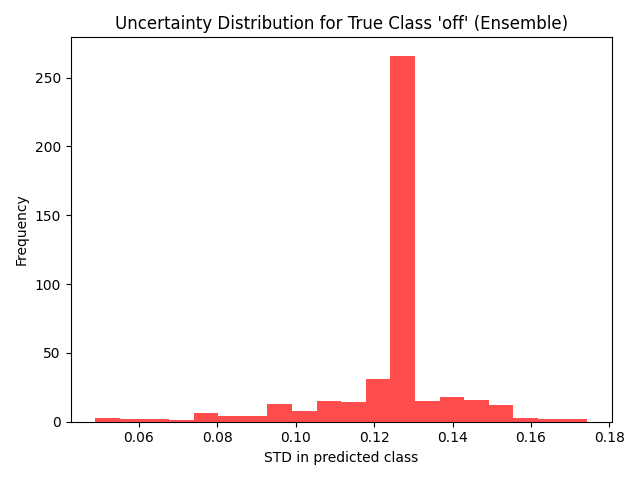 Uncertainty Distribution for True Class 'off' (Ensemble)
Frequency
250
200
150
100
50
0
0.06 0.08 0.10 0.12 0.14 0.16 0.18
STD in predicted class